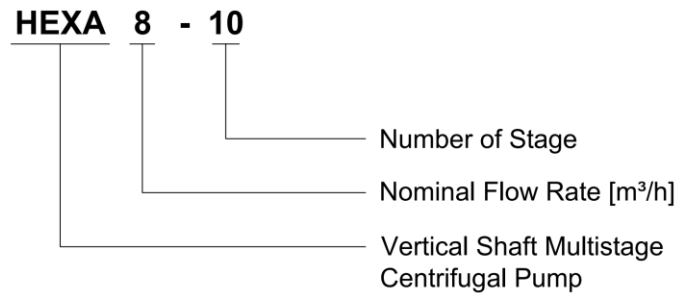 HEXA 8 - 10
Number of Stage
Nominal Flow Rate [m³/h]
Vertical Shaft Multistage
Centrifugal Pump